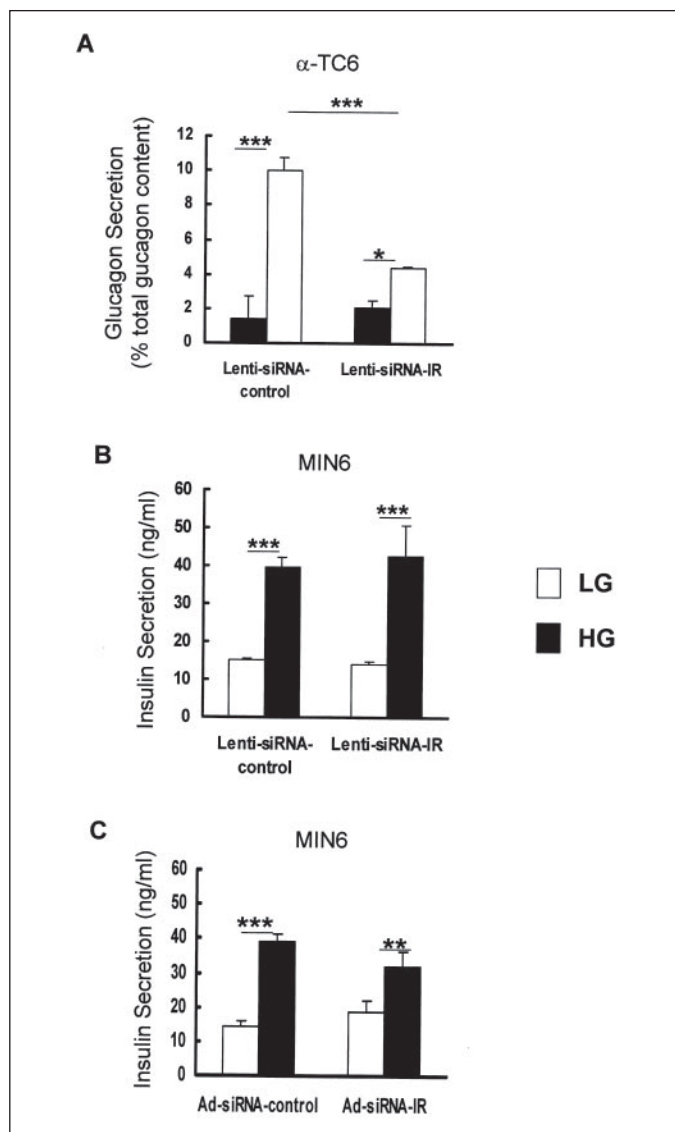 A
α-TC6
***
Glucagon Secretion
(% total gucagon content)
12
10
8
6
4
2
0
***
*
Lenti-siRNA-
control
Lenti-siRNA-IR
B
MIN6
Insulin Secretion (ng/ml)
60
50
40
30
20
10
0
***
***
Lenti-siRNA-
control
Lenti-siRNA-IR
LG
HG
C
MIN6
Insulin Secretion (ng/ml)
60
50
40
30
20
10
0
***
**
Ad-siRNA-control
Ad-siRNA-IR